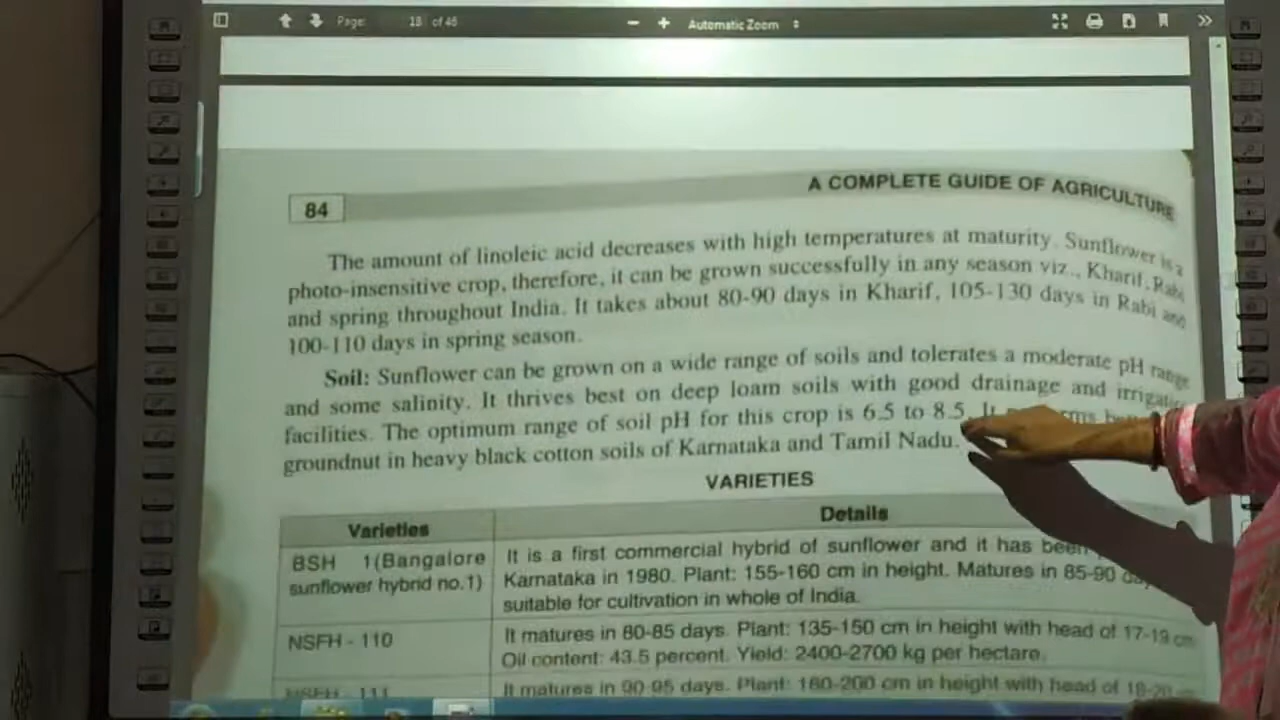 Page: 18 of 46 Automatic Zoom
84
A COMPLETE GUIDE OF AGRICULTURE
The amount of linoleic acid decreases with high temperatures at maturity. Sunflower is a
photo-insensitive crop, therefore, it can be grown successfully in any season viz., Kharif, Rabi
and spring throughout India. It takes about 80-90 days in Kharif, 105-130 days in Rabi and
100-110 days in spring season.
Soil: Sunflower can be grown on a wide range of soils and tolerates a moderate pH range
and some salinity. It thrives best on deep loam soils with good drainage and
facilities. The optimum range of soil pH for this crop is 6.5 to 8.5. It
groundnut in heavy black cotton soils of Karnataka and Tamil Nadu.
VARIETIES
Varieties Details
BSH 1(Bangalore It is a first commercial hybrid of sunflower and it has been
sunflower hybrid no.1) Karnataka in 1980. Plant: 155-160 cm in height. Matures in 85-90
suitable for cultivation in whole of India.
NSFH - 110 It matures in 80-85 days. Plant: 135-150 cm in height with head of 17-19 cm
Oil content: 43.5 percent. Yield: 2400-2700 kg per hectare.
It matures in 90-95 days. Plant: 160-200 cm in height with head of 18-20